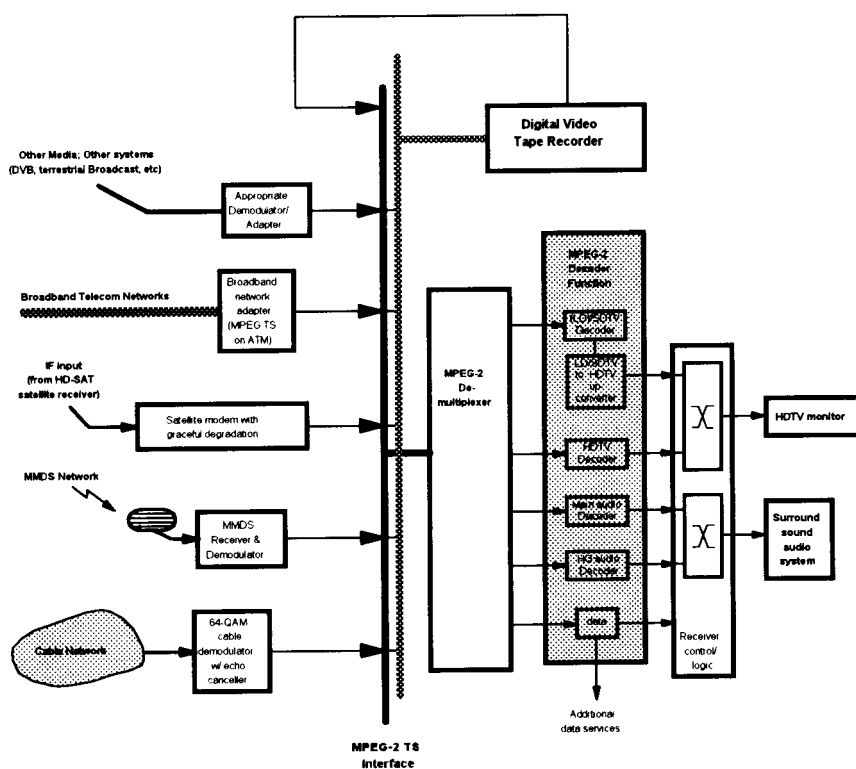 Digital Video
Tape Recorder
Other Media; Other systems
(DVB, terrestrial Broadcast, etc)
Appropriate
Demodulator/
Adapter
Broadband Telecom Networks
Broadband
network
adapter
(MPEG TS
on ATM)
IF input
(from HD-SAT
satellite receiver)
Satellite modem with
graceful degradation
MMDS Network
MMDS
Receiver &
Demodulator
Cable Network
64-QAM
cable
demodulator
w/ echo
canceller
MPEG-2 TS
Interface
MPEG-2
De-
multiplexer
MPEG-2
Decoder
Function
Decoder
LD/SDTV
to HDTV
up
converter
HDTV
Decoder
Main audio
Decoder
HQ audio
Decoder
data
Additional
data services
Receiver
control/
logic
HDTV monitor
Surround
sound
audio
system